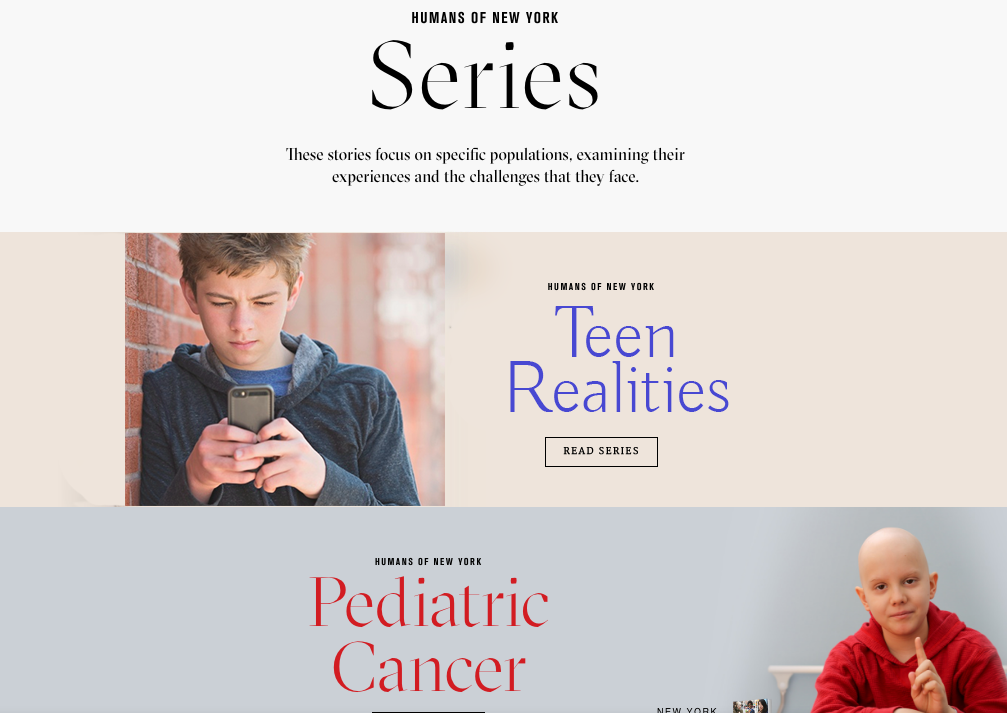 HUMANS OF NEW YORK
Series
These stories focus on specific populations, examining their
experiences and the challenges that they face.
HUMANS OF NEW YORK
Teen
Realities
READ SERIES
HUMANS OF NEW YORK
Pediatric
Cancer
NEW YORK